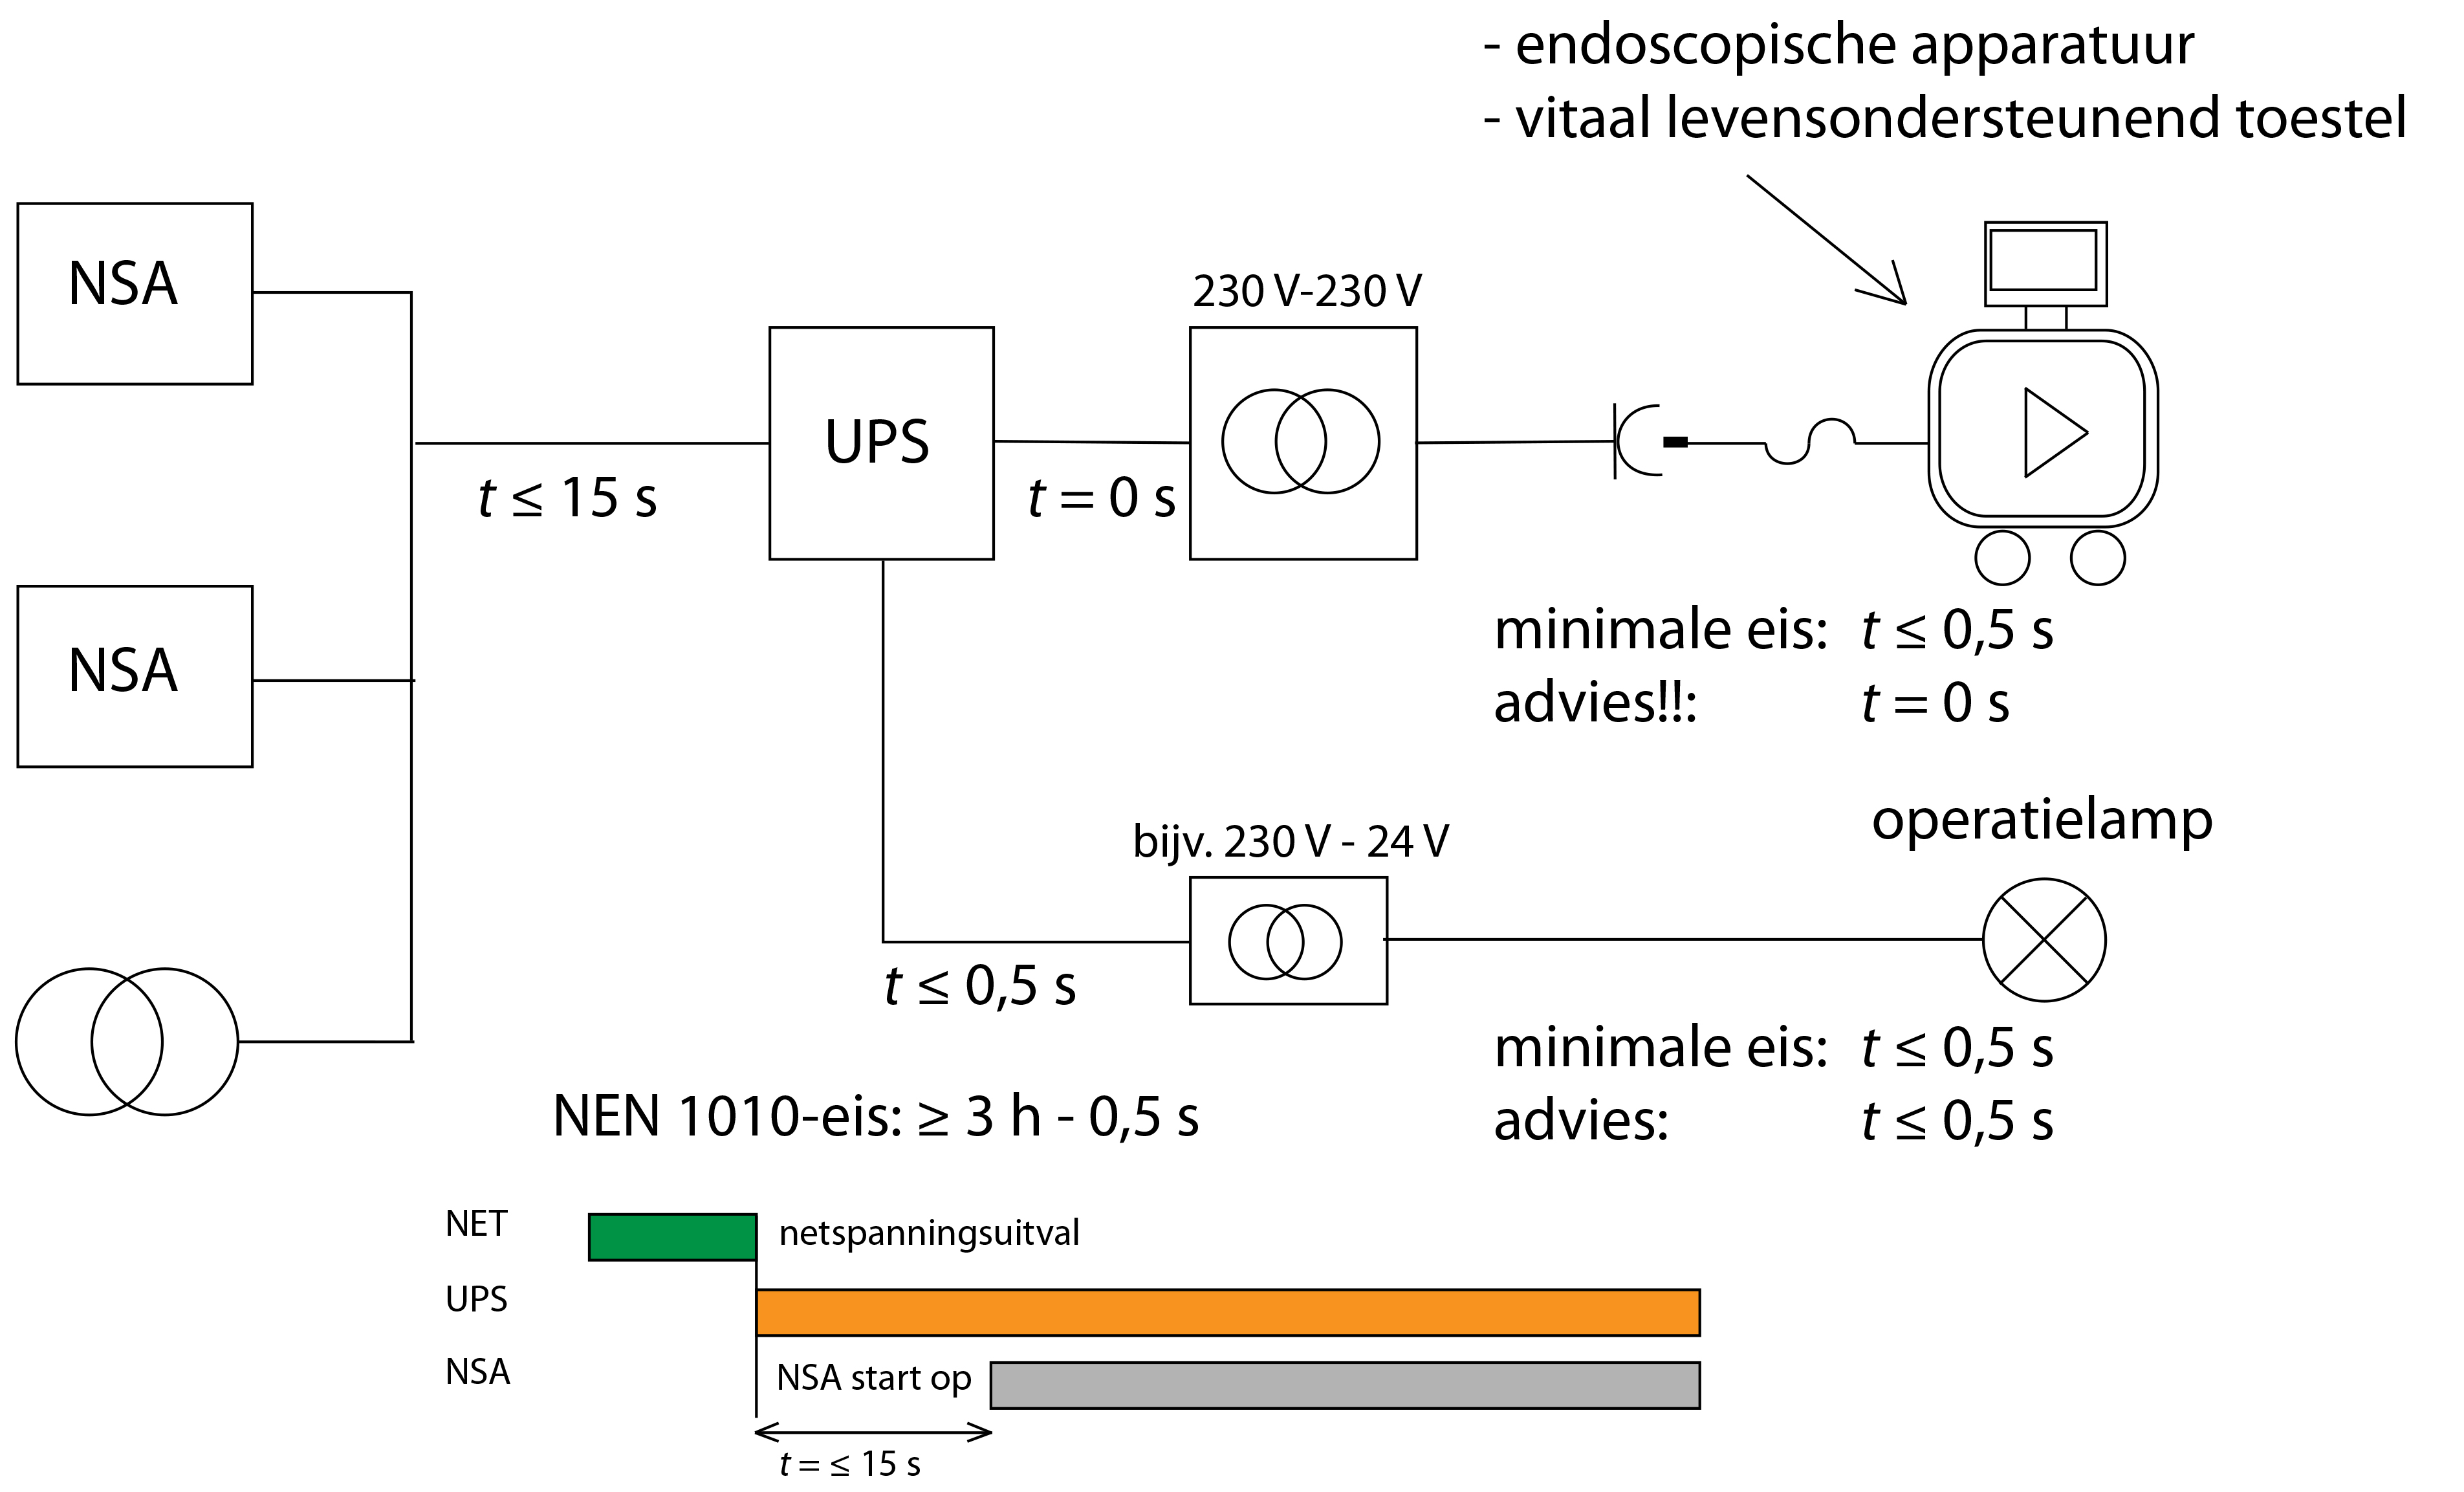 - endoscopische apparatuur
- vitaal levensondersteunend toestel
NSA
230 V-230 V
UPS
t ≤ 15 s
t = 0 s
NSA
minimale eis: t ≤ 0,5 s
advies!!: t = 0 s
bijv. 230 V - 24 V
operatielamp
t ≤ 0,5 s
minimale eis: t ≤ 0,5 s
advies: t ≤ 0,5 s
NEN 1010-eis: ≥ 3 h - 0,5 s
NET netspanningsuitval
UPS
NSA NSA start op
t = ≤ 15 s